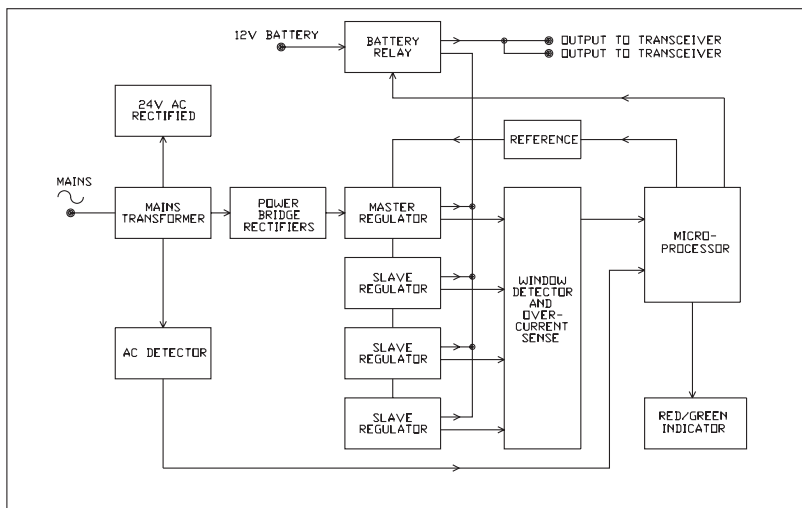 12V BATTERY
BATTERY
RELAY
OUTPUT TO TRANSCEIVER
OUTPUT TO TRANSCEIVER
24V AC
RECTIFIED
REFERENCE
MAINS
MAINS
TRANSFORMER
POWER
BRIDGE
RECTIFIERS
MASTER
REGULATOR
MICRO-
PROCESSOR
SLAVE
REGULATOR
WINDOW
DETECTOR
AND
OVER-
CURRENT
SENSE
AC DETECTOR
SLAVE
REGULATOR
SLAVE
REGULATOR
RED/GREEN
INDICATOR